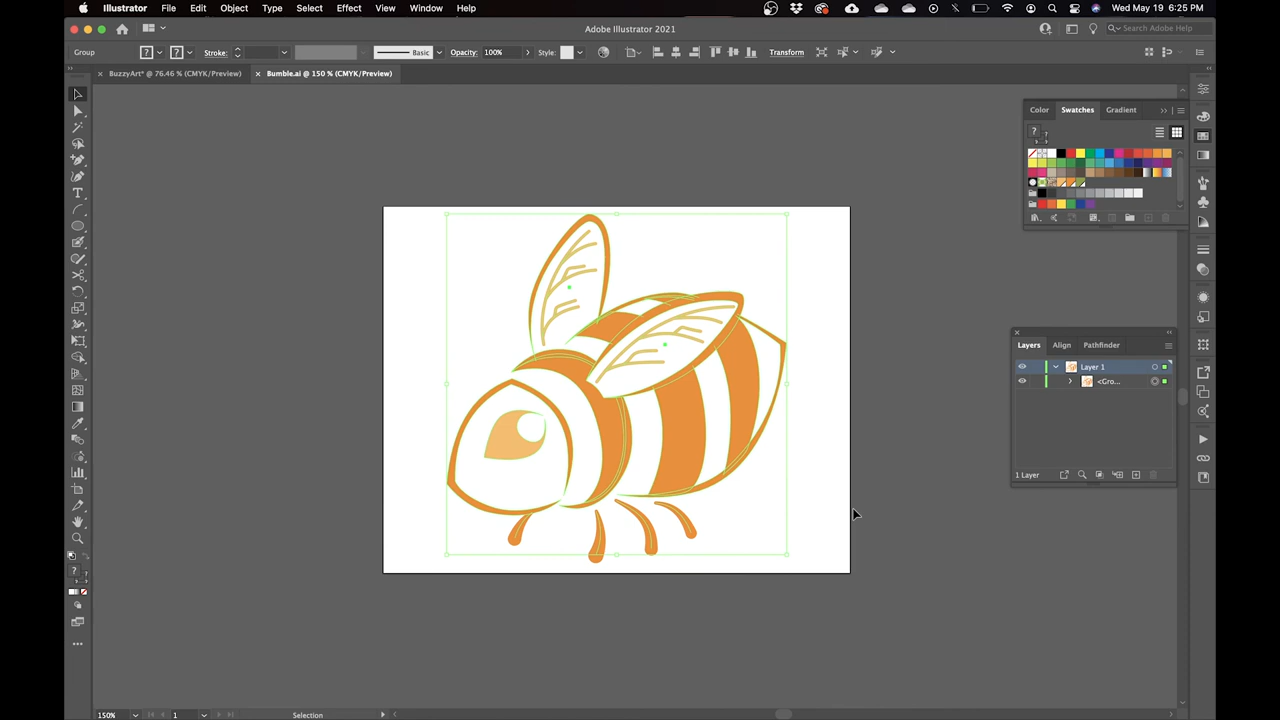 Illustrator File Edit Object Type Select Effect View Window Help Wed May 19 6:25 PM
Adobe Illustrator 2021 Search Adobe Help
Group Stroke: Basic Opacity: 100% Style: Transform
× BuzzyArt* @ 76.46 % (CMYK/Preview) × Bumble.ai @ 150 % (CMYK/Preview)
Color Swatches Gradient
Layers Align Pathfinder
Layer 1
<Gro...
1 Layer
150% 1 Selection